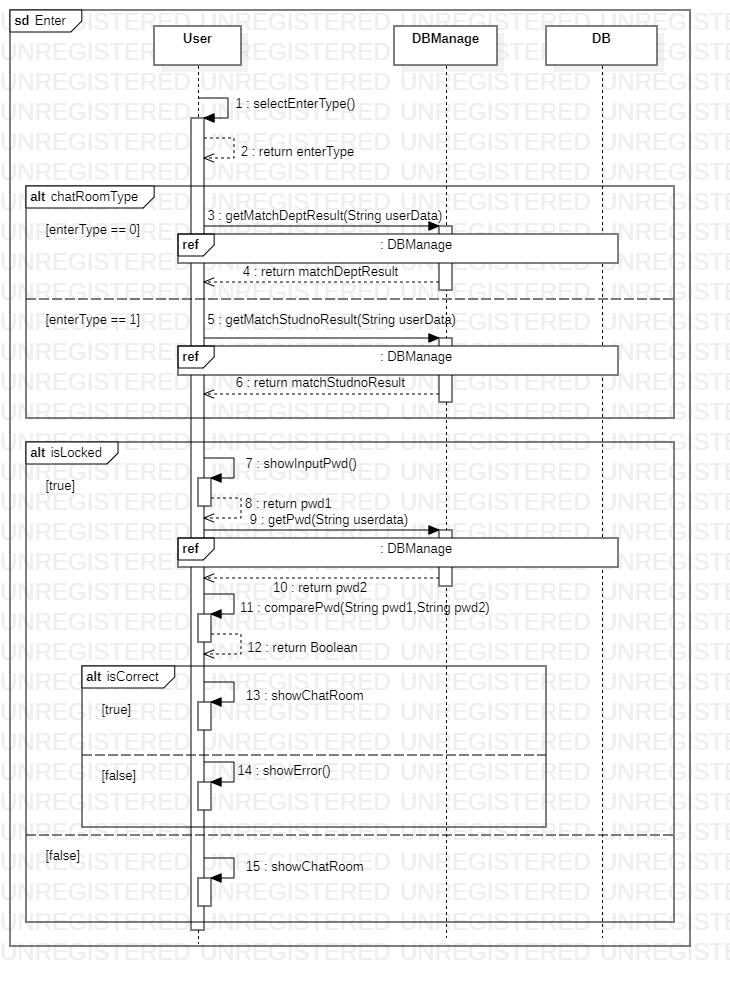 sd Enter
User
DBManage
DB
1 : selectEnterType()
2 : return enterType
alt chatRoomType
[enterType == 0]
3 : getMatchDeptResult(String userData)
ref
: DBManage
4 : return matchDeptResult
[enterType == 1]
5 : getMatchStudnoResult(String userData)
ref
: DBManage
6 : return matchStudnoResult
alt isLocked
[true]
7 : showInputPwd()
8 : return pwd1
9 : getPwd(String userdata)
ref
: DBManage
10 : return pwd2
11 : comparePwd(String pwd1,String pwd2)
12 : return Boolean
alt isCorrect
[true]
13 : showChatRoom
[false]
14 : showError()
[false]
15 : showChatRoom
UNREGISTERED